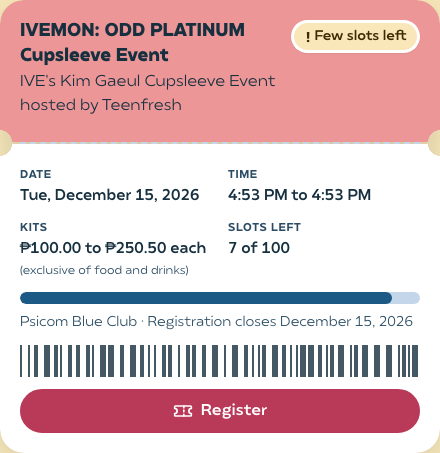 IVEMON: ODD PLATINUM
Cupsleeve Event
IVE's Kim Gaeul Cupsleeve Event
hosted by Teenfresh
! Few slots left
DATE
Tue, December 15, 2026
TIME
4:53 PM to 4:53 PM
KITS
₱100.00 to ₱250.50 each
(exclusive of food and drinks)
SLOTS LEFT
7 of 100
Psicom Blue Club · Registration closes December 15, 2026
Register